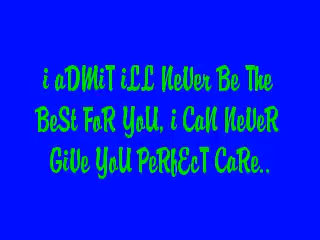 i aDMiT iLL NeVer Be The
BeSt FoR YoU, i CaN NeVeR
GiVe YoU PeRfEcT CaRe..